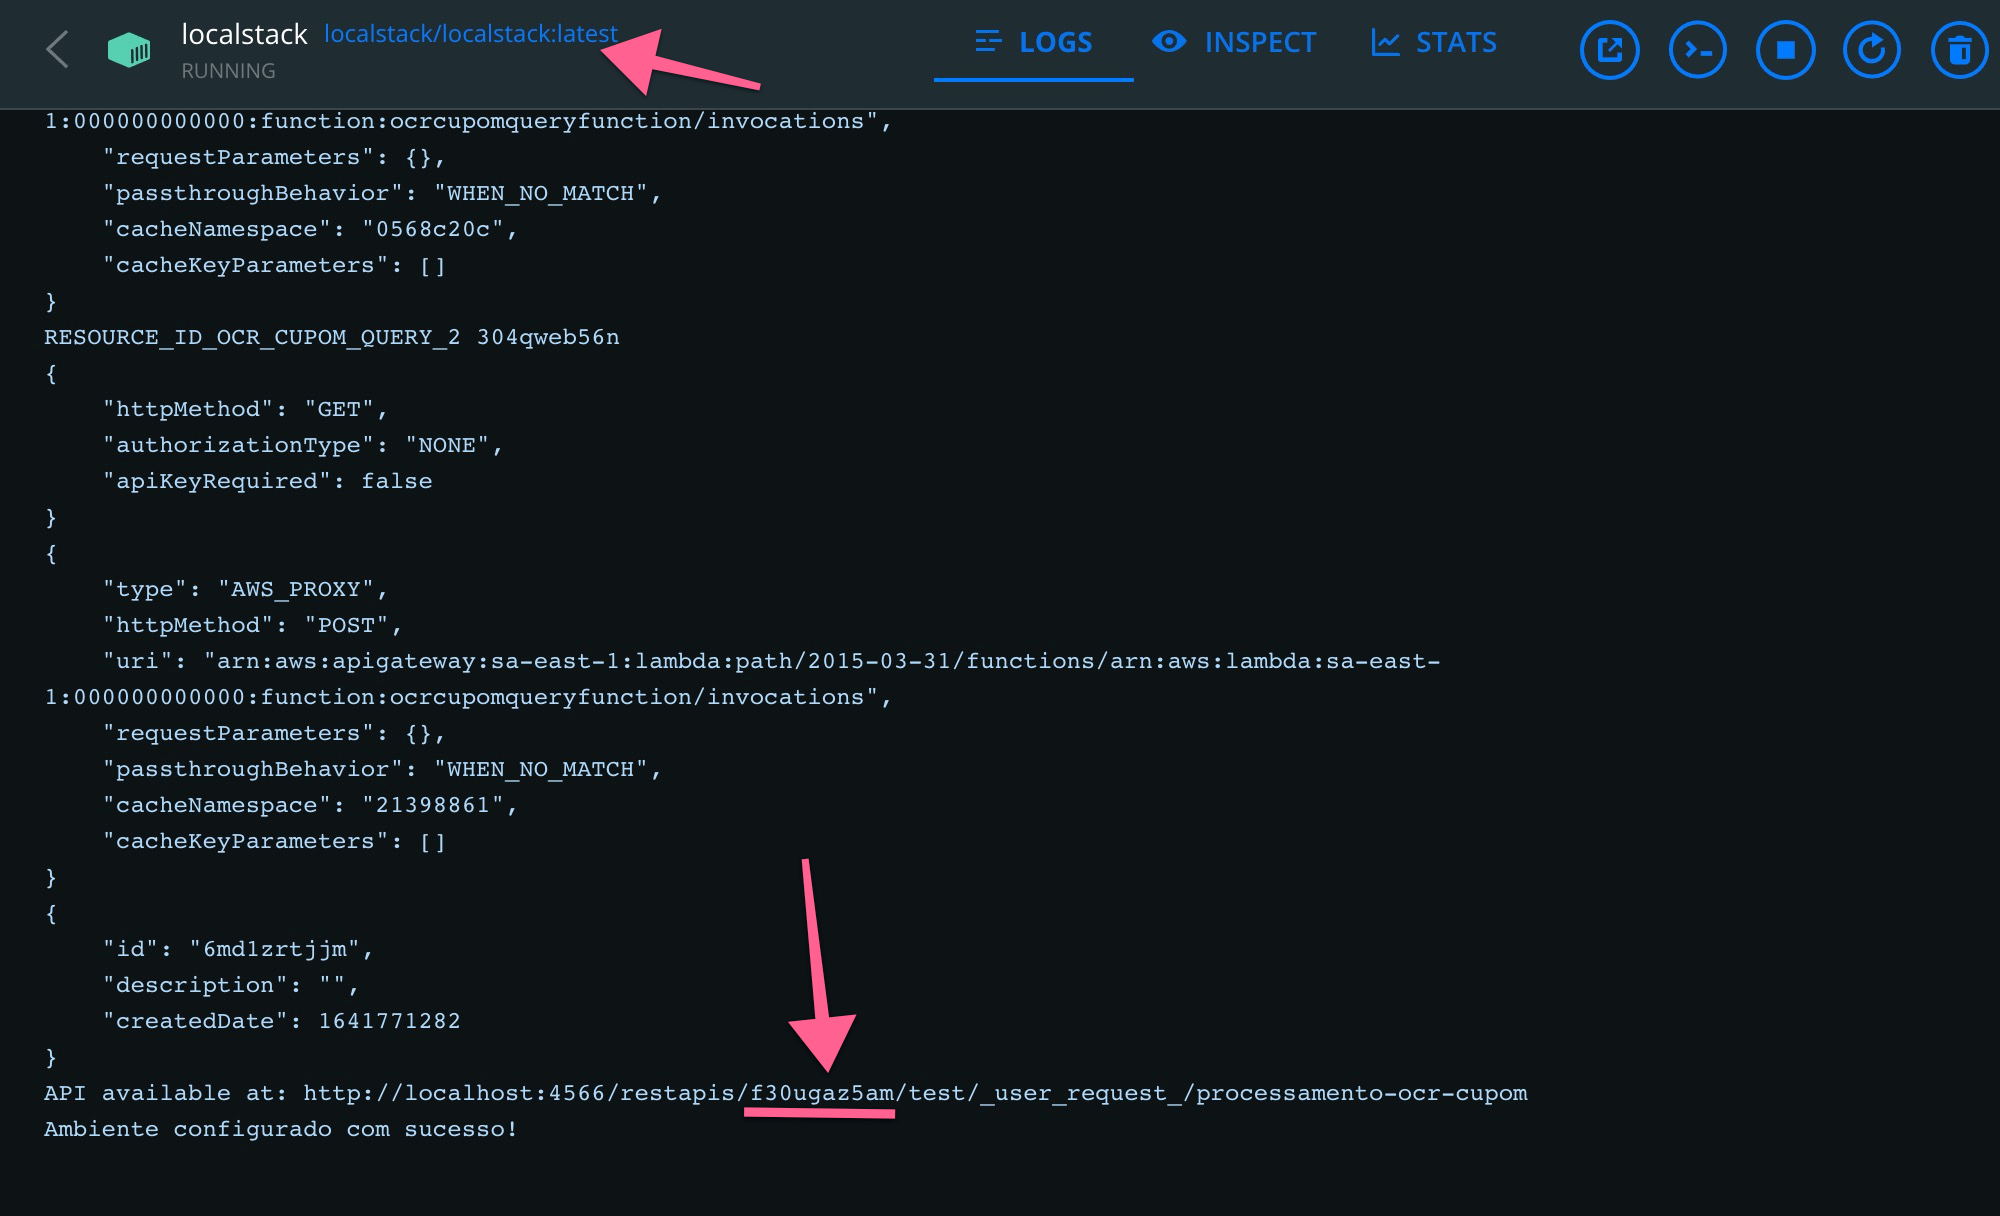 localstack localstack/localstack:latest
RUNNING
LOGS INSPECT STATS
1:000000000000:function:ocrcupomqueryfunction/invocations",
"requestParameters": {},
"passthroughBehavior": "WHEN_NO_MATCH",
"cacheNamespace": "0568c20c",
"cacheKeyParameters": []
}
RESOURCE_ID_OCR_CUPOM_QUERY_2 304qweb56n
{
"httpMethod": "GET",
"authorizationType": "NONE",
"apiKeyRequired": false
}
{
"type": "AWS_PROXY",
"httpMethod": "POST",
"uri": "arn:aws:apigateway:sa-east-1:lambda:path/2015-03-31/functions/arn:aws:lambda:sa-east-
1:000000000000:function:ocrcupomqueryfunction/invocations",
"requestParameters": {},
"passthroughBehavior": "WHEN_NO_MATCH",
"cacheNamespace": "21398861",
"cacheKeyParameters": []
}
{
"id": "6md1zrtjjm",
"description": "",
"createdDate": 1641771282
}
API available at: http://localhost:4566/restapis/f30ugaz5am/test/_user_request_/processamento-ocr-cupom
Ambiente configurado com sucesso!